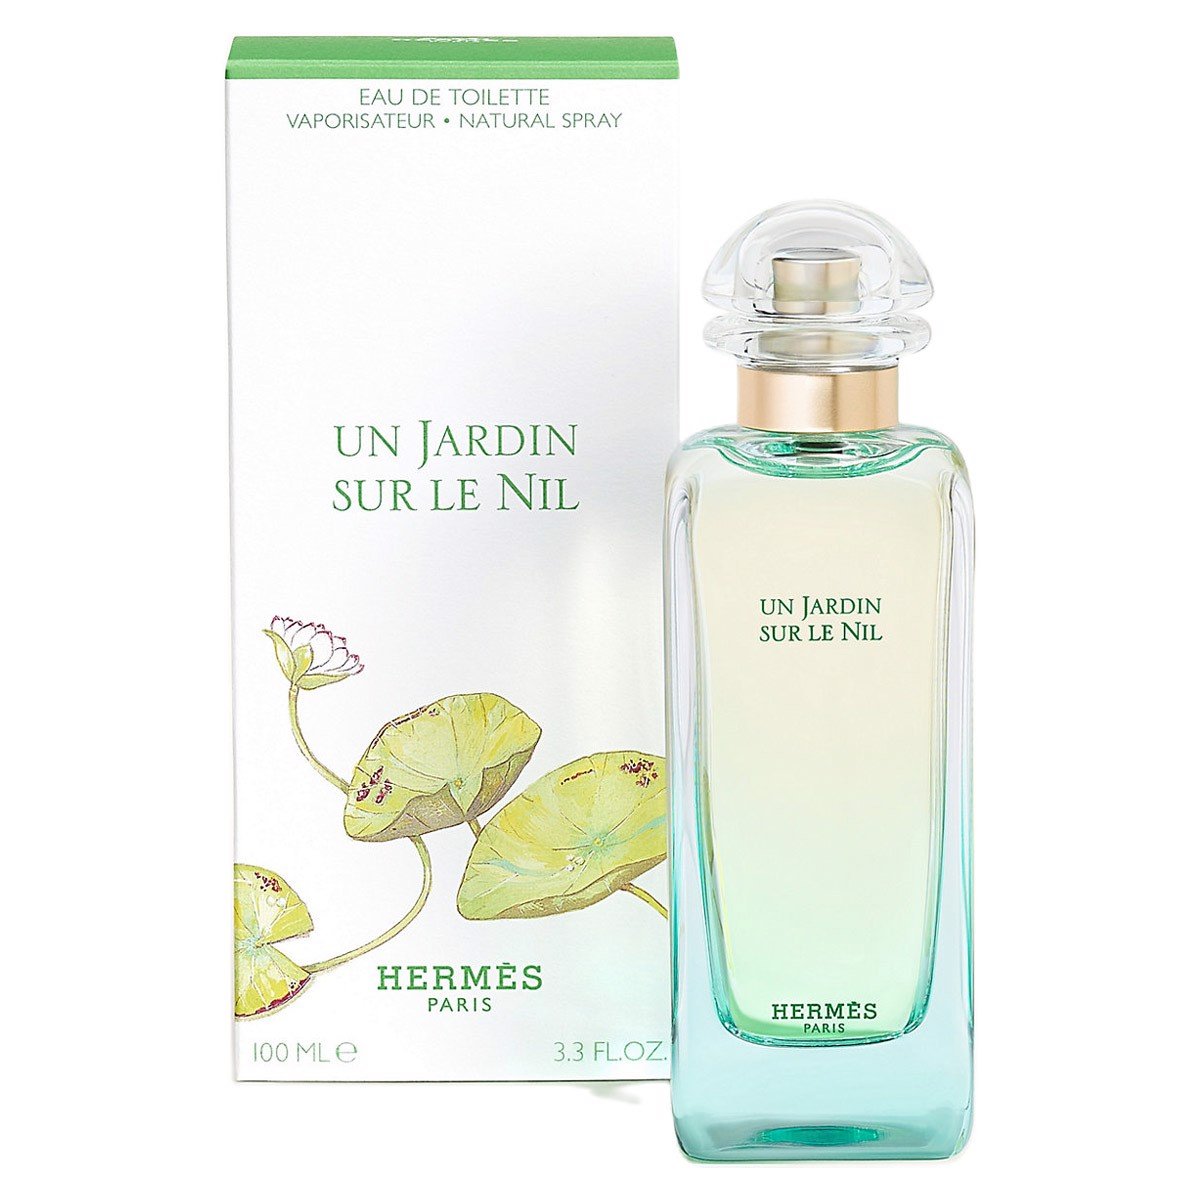 EAU DE TOILETTE
VAPORISATEUR • NATURAL SPRAY
UN JARDIN
SUR LE NIL
HERMÈS
PARIS
100 ML ℮
3.3 FL.OZ.
UN JARDIN
SUR LE NIL
HERMÈS
PARIS